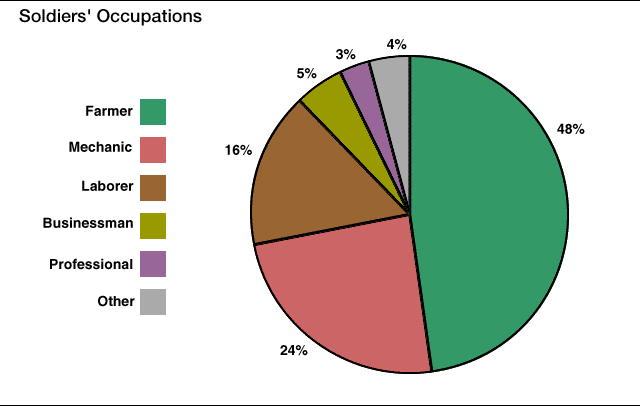 Soldiers' Occupations
4%
3%
5%
Farmer
48%
Mechanic
16%
Laborer
Businessman
Professional
Other
24%